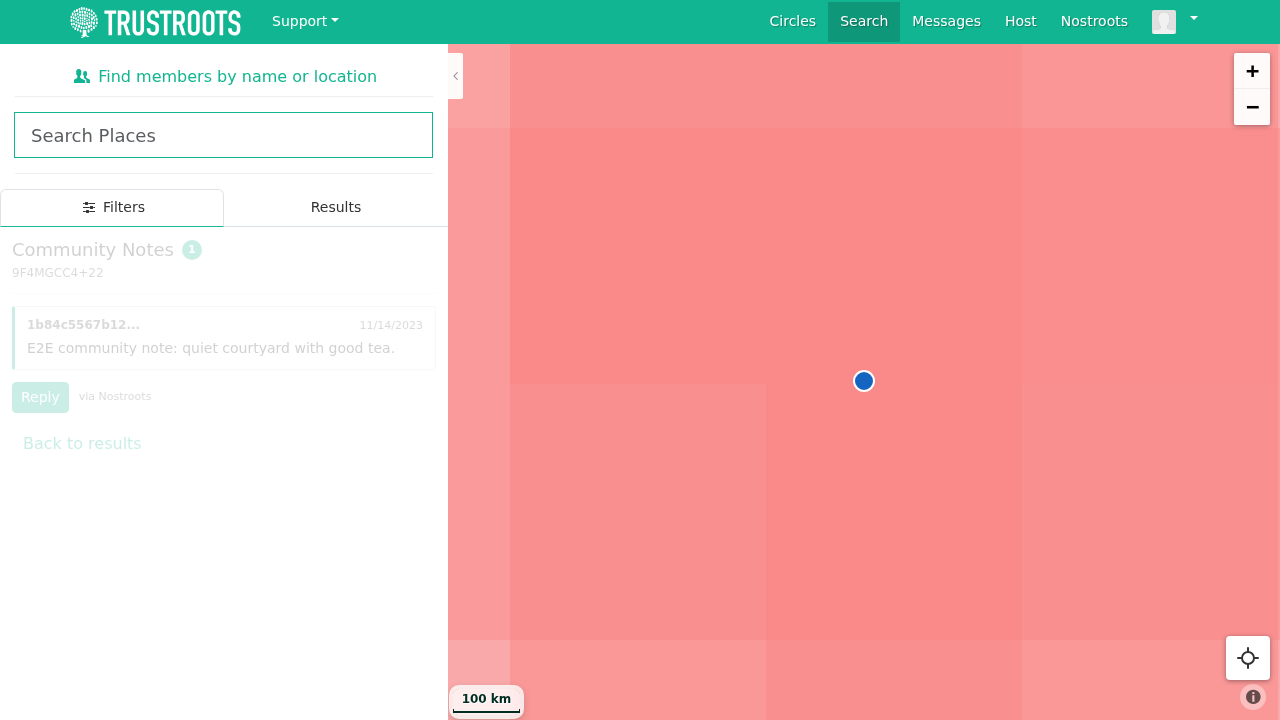 TRUSTROOTS
Support
Circles
Search
Messages
Host
Nostroots
Find members by name or location
Search Places
Filters
Results
Community Notes 1
9F4MGCC4+22
1b84c5567b12...
11/14/2023
E2E community note: quiet courtyard with good tea.
Reply
via Nostroots
Back to results
+
−
100 km